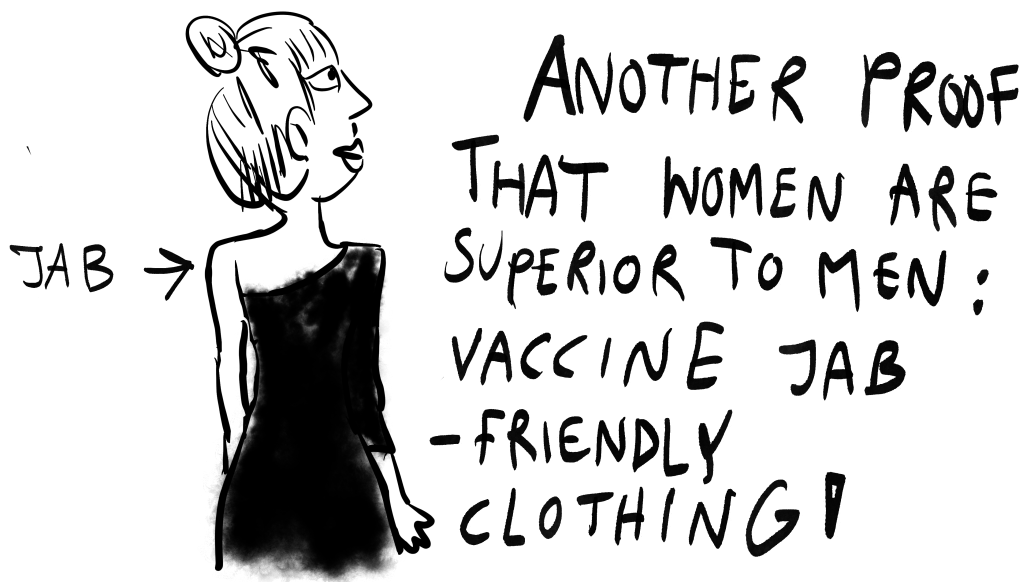 ANOTHER PROOF
THAT WOMEN ARE
SUPERIOR TO MEN:
VACCINE JAB
-FRIENDLY
CLOTHING!
JAB →